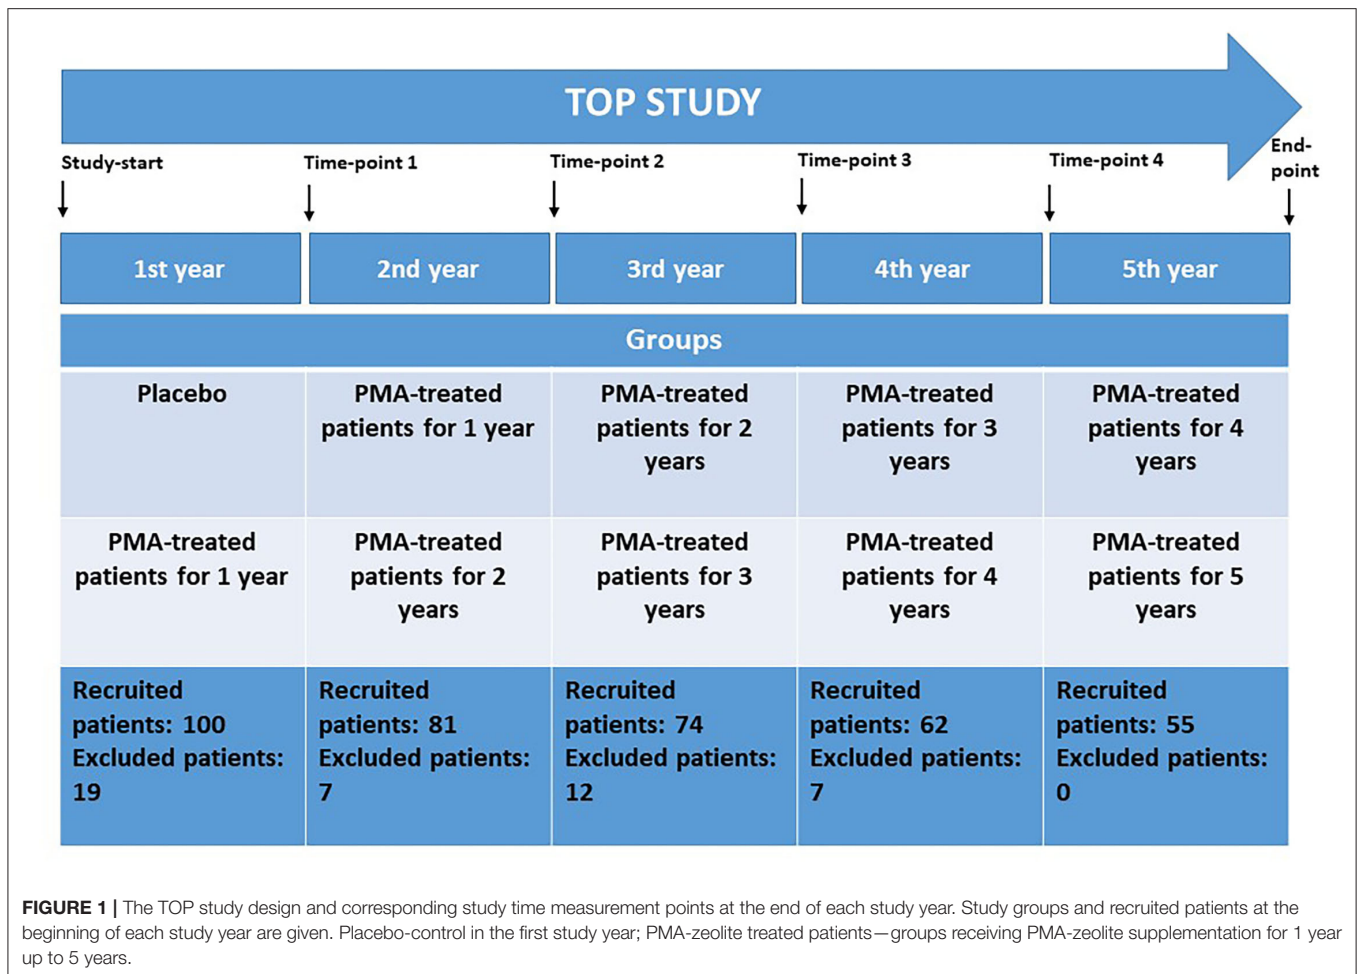 TOP STUDY
Study-start
Time-point 1
Time-point 2
Time-point 3
Time-point 4
End-
point
1st year
2nd year
3rd year
4th year
5th year
Groups
Placebo
PMA-treated
patients for 1 year
PMA-treated
patients for 2
years
PMA-treated
patients for 3
years
PMA-treated
patients for 4
years
PMA-treated
patients for 1 year
PMA-treated
patients for 2
years
PMA-treated
patients for 3
years
PMA-treated
patients for 4
years
PMA-treated
patients for 5
years
Recruited
patients: 100
Excluded patients:
19
Recruited
patients: 81
Excluded patients:
7
Recruited
patients: 74
Excluded patients:
12
Recruited
patients: 62
Excluded patients:
7
Recruited
patients: 55
Excluded patients:
0
FIGURE 1 | The TOP study design and corresponding study time measurement points at the end of each study year. Study groups and recruited patients at the
beginning of each study year are given. Placebo-control in the first study year; PMA-zeolite treated patients—groups receiving PMA-zeolite supplementation for 1 year
up to 5 years.